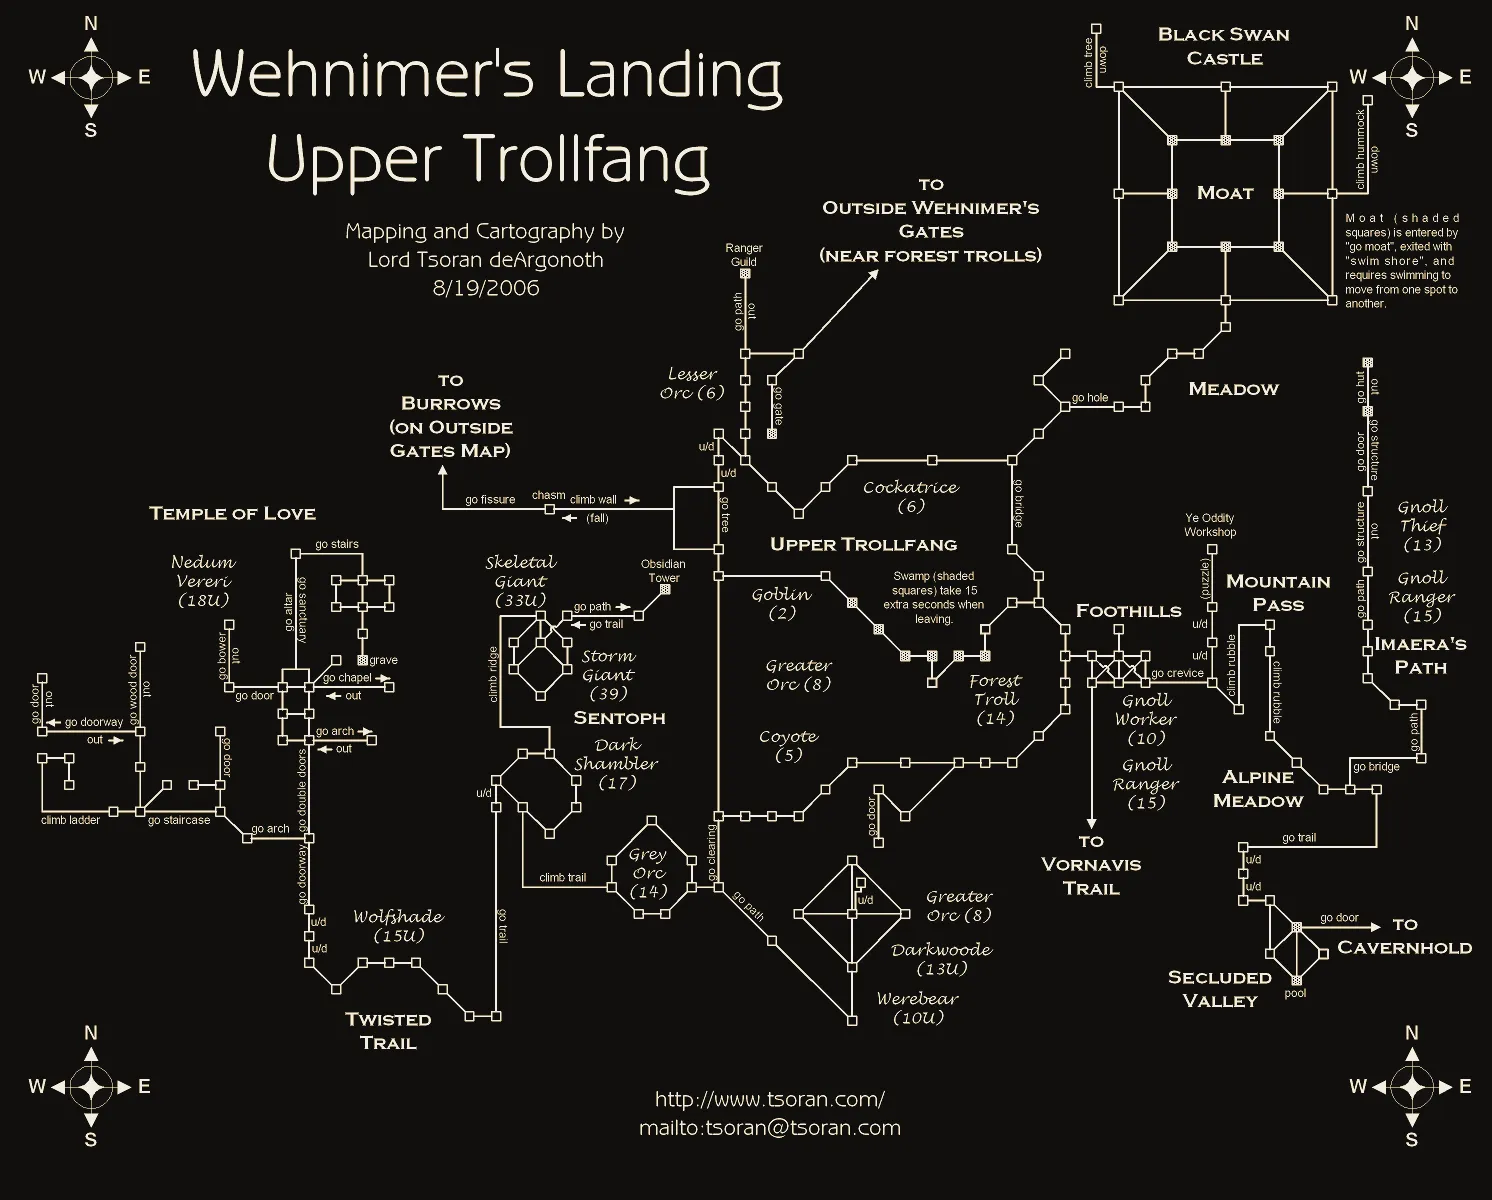 N
W E
S
Wehnimer's Landing
Upper Trollfang
Mapping and Cartography by
Lord Tsoran deArgonoth
8/19/2006
Black Swan
Castle
climb tree
down
N
W E
S
climb hummock
down
Moat
Moat (shaded
squares) is entered by
"go moat", exited with
"swim shore", and
requires swimming to
move from one spot to
another.
to
Outside Wehnimer's
Gates
(near forest trolls)
Ranger
Guild
go path
out
Lesser
Orc (6)
go gate
Meadow
go hole
to
Burrows
(on Outside
Gates Map)
u/d
u/d
go tree
go fissure
chasm
climb wall
(fall)
Cockatrice
(6)
go bridge
go hut
out
go door
go structure
go structure
out
go path
Gnoll
Thief
(13)
Gnoll
Ranger
(15)
Imaera's
Path
Temple of Love
Nedum
Vereri
(18U)
go stairs
go altar
go sanctuary
Skeletal
Giant
(33U)
Obsidian
Tower
go path
go trail
Upper Trollfang
Goblin
(2)
Swamp (shaded
squares) take 15
extra seconds when
leaving.
Ye Oddity
Workshop
(puzzle)
u/d
u/d
Mountain
Pass
Foothills
climb rubble
climb rubble
go crevice
go bower
out
go wood door
out
go door
out
go doorway
out
grave
go chapel
out
go door
go arch
out
climb ridge
Storm
Giant
(39)
Sentoph
Dark
Shambler
(17)
Greater
Orc (8)
Forest
Troll
(14)
Gnoll
Worker
(10)
Gnoll
Ranger
(15)
Coyote
(5)
go path
go bridge
Alpine
Meadow
go door
go double doors
climb ladder
go staircase
go arch
go doorway
u/d
u/d
u/d
climb trail
Grey
Orc
(14)
go clearing
go path
go door
to
Vornavis
Trail
go trail
u/d
u/d
Wolfshade
(15U)
go trail
u/d
Greater
Orc (8)
Darkwoode
(13U)
Werebear
(10U)
go door
to
Cavernhold
Secluded
Valley
pool
Twisted
Trail
N
W E
S
http://www.tsoran.com/
mailto:tsoran@tsoran.com
N
W E
S